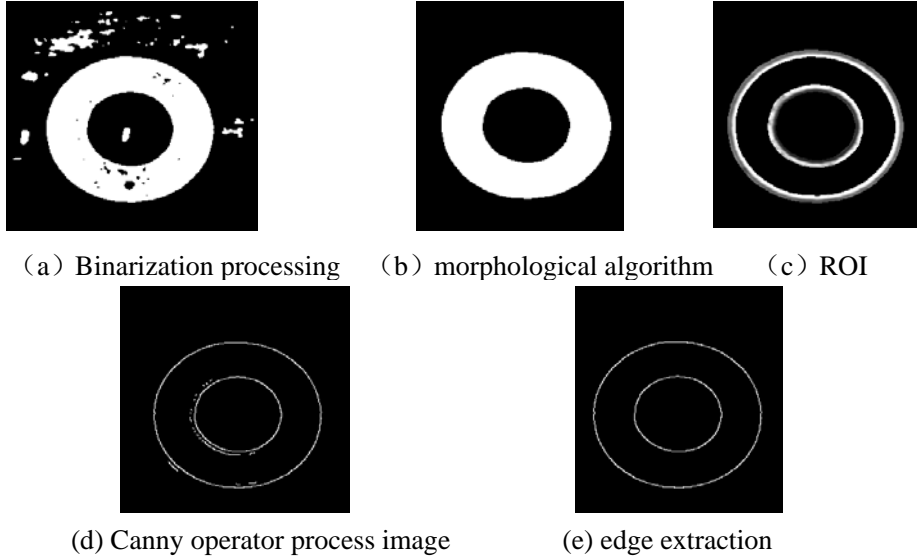 （a）Binarization processing （b）morphological algorithm （c）ROI
(d) Canny operator process image (e) edge extraction